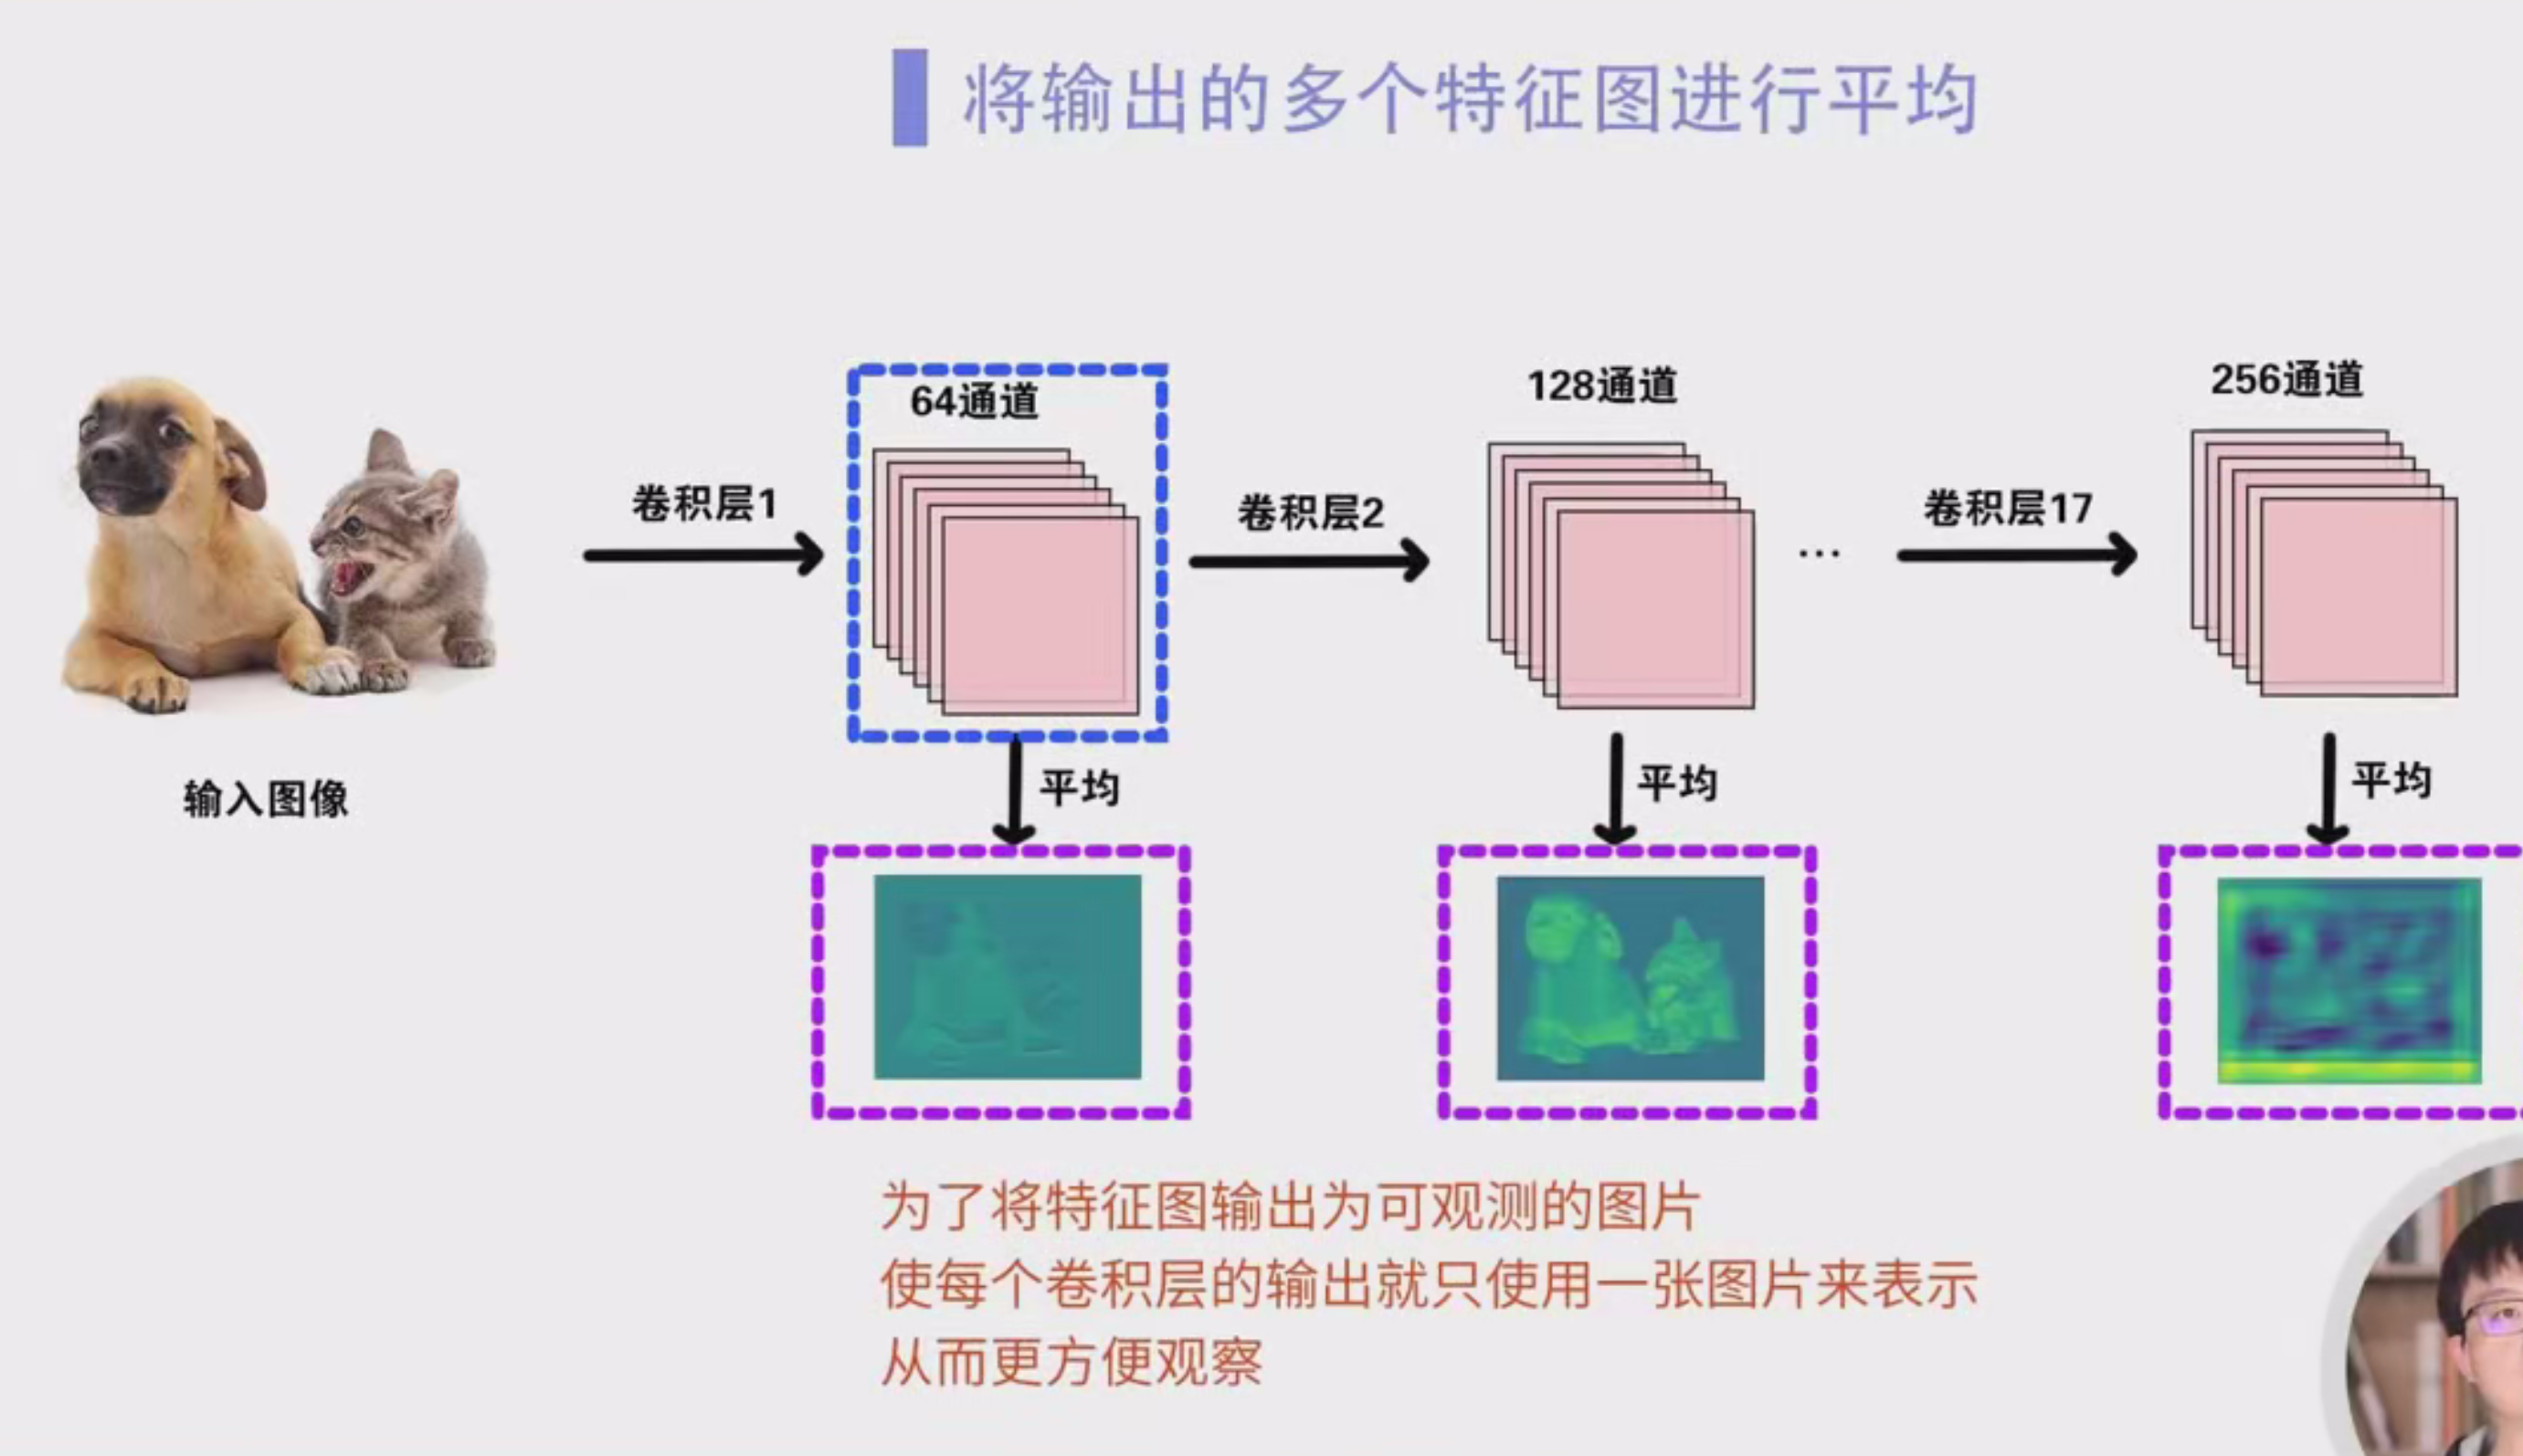 将输出的多个特征图进行平均
64通道
128通道
256通道
卷积层1
卷积层2
...
卷积层17
输入图像
平均
平均
平均
为了将特征图输出为可观测的图片
使每个卷积层的输出就只使用一张图片来表示
从而更方便观察